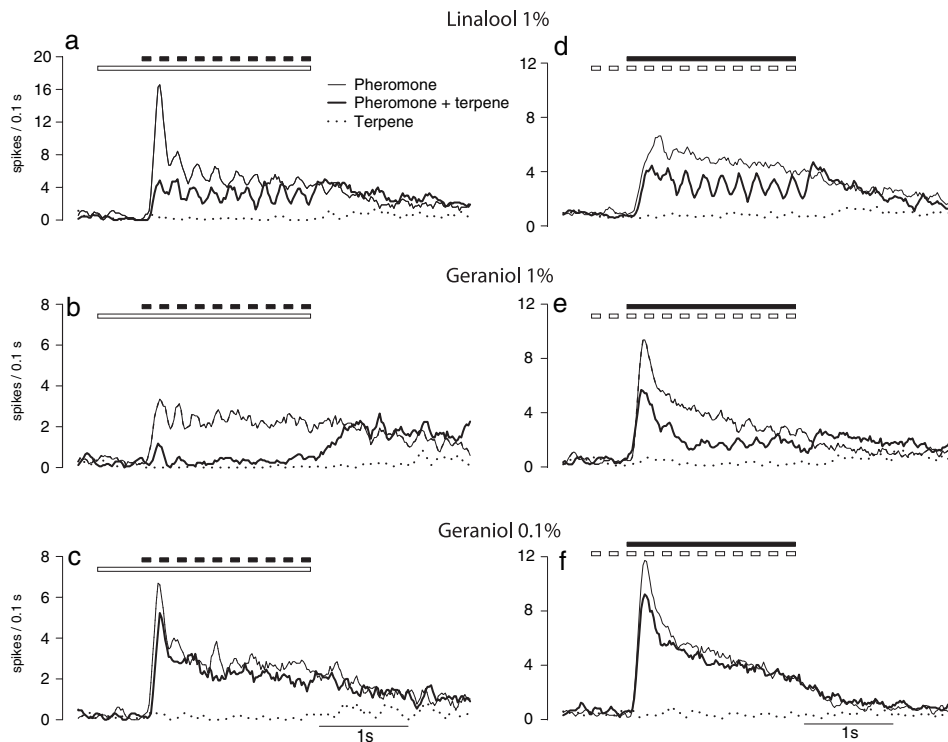 Linalool 1%
a
d
20
16
12
8
4
0
spikes / 0.1 s
Pheromone
Pheromone + terpene
Terpene
12
8
4
0
Geraniol 1%
b
e
8
6
4
2
0
spikes / 0.1 s
12
8
4
0
Geraniol 0.1%
c
f
8
6
4
2
0
spikes / 0.1 s
1s
12
8
4
0
1s